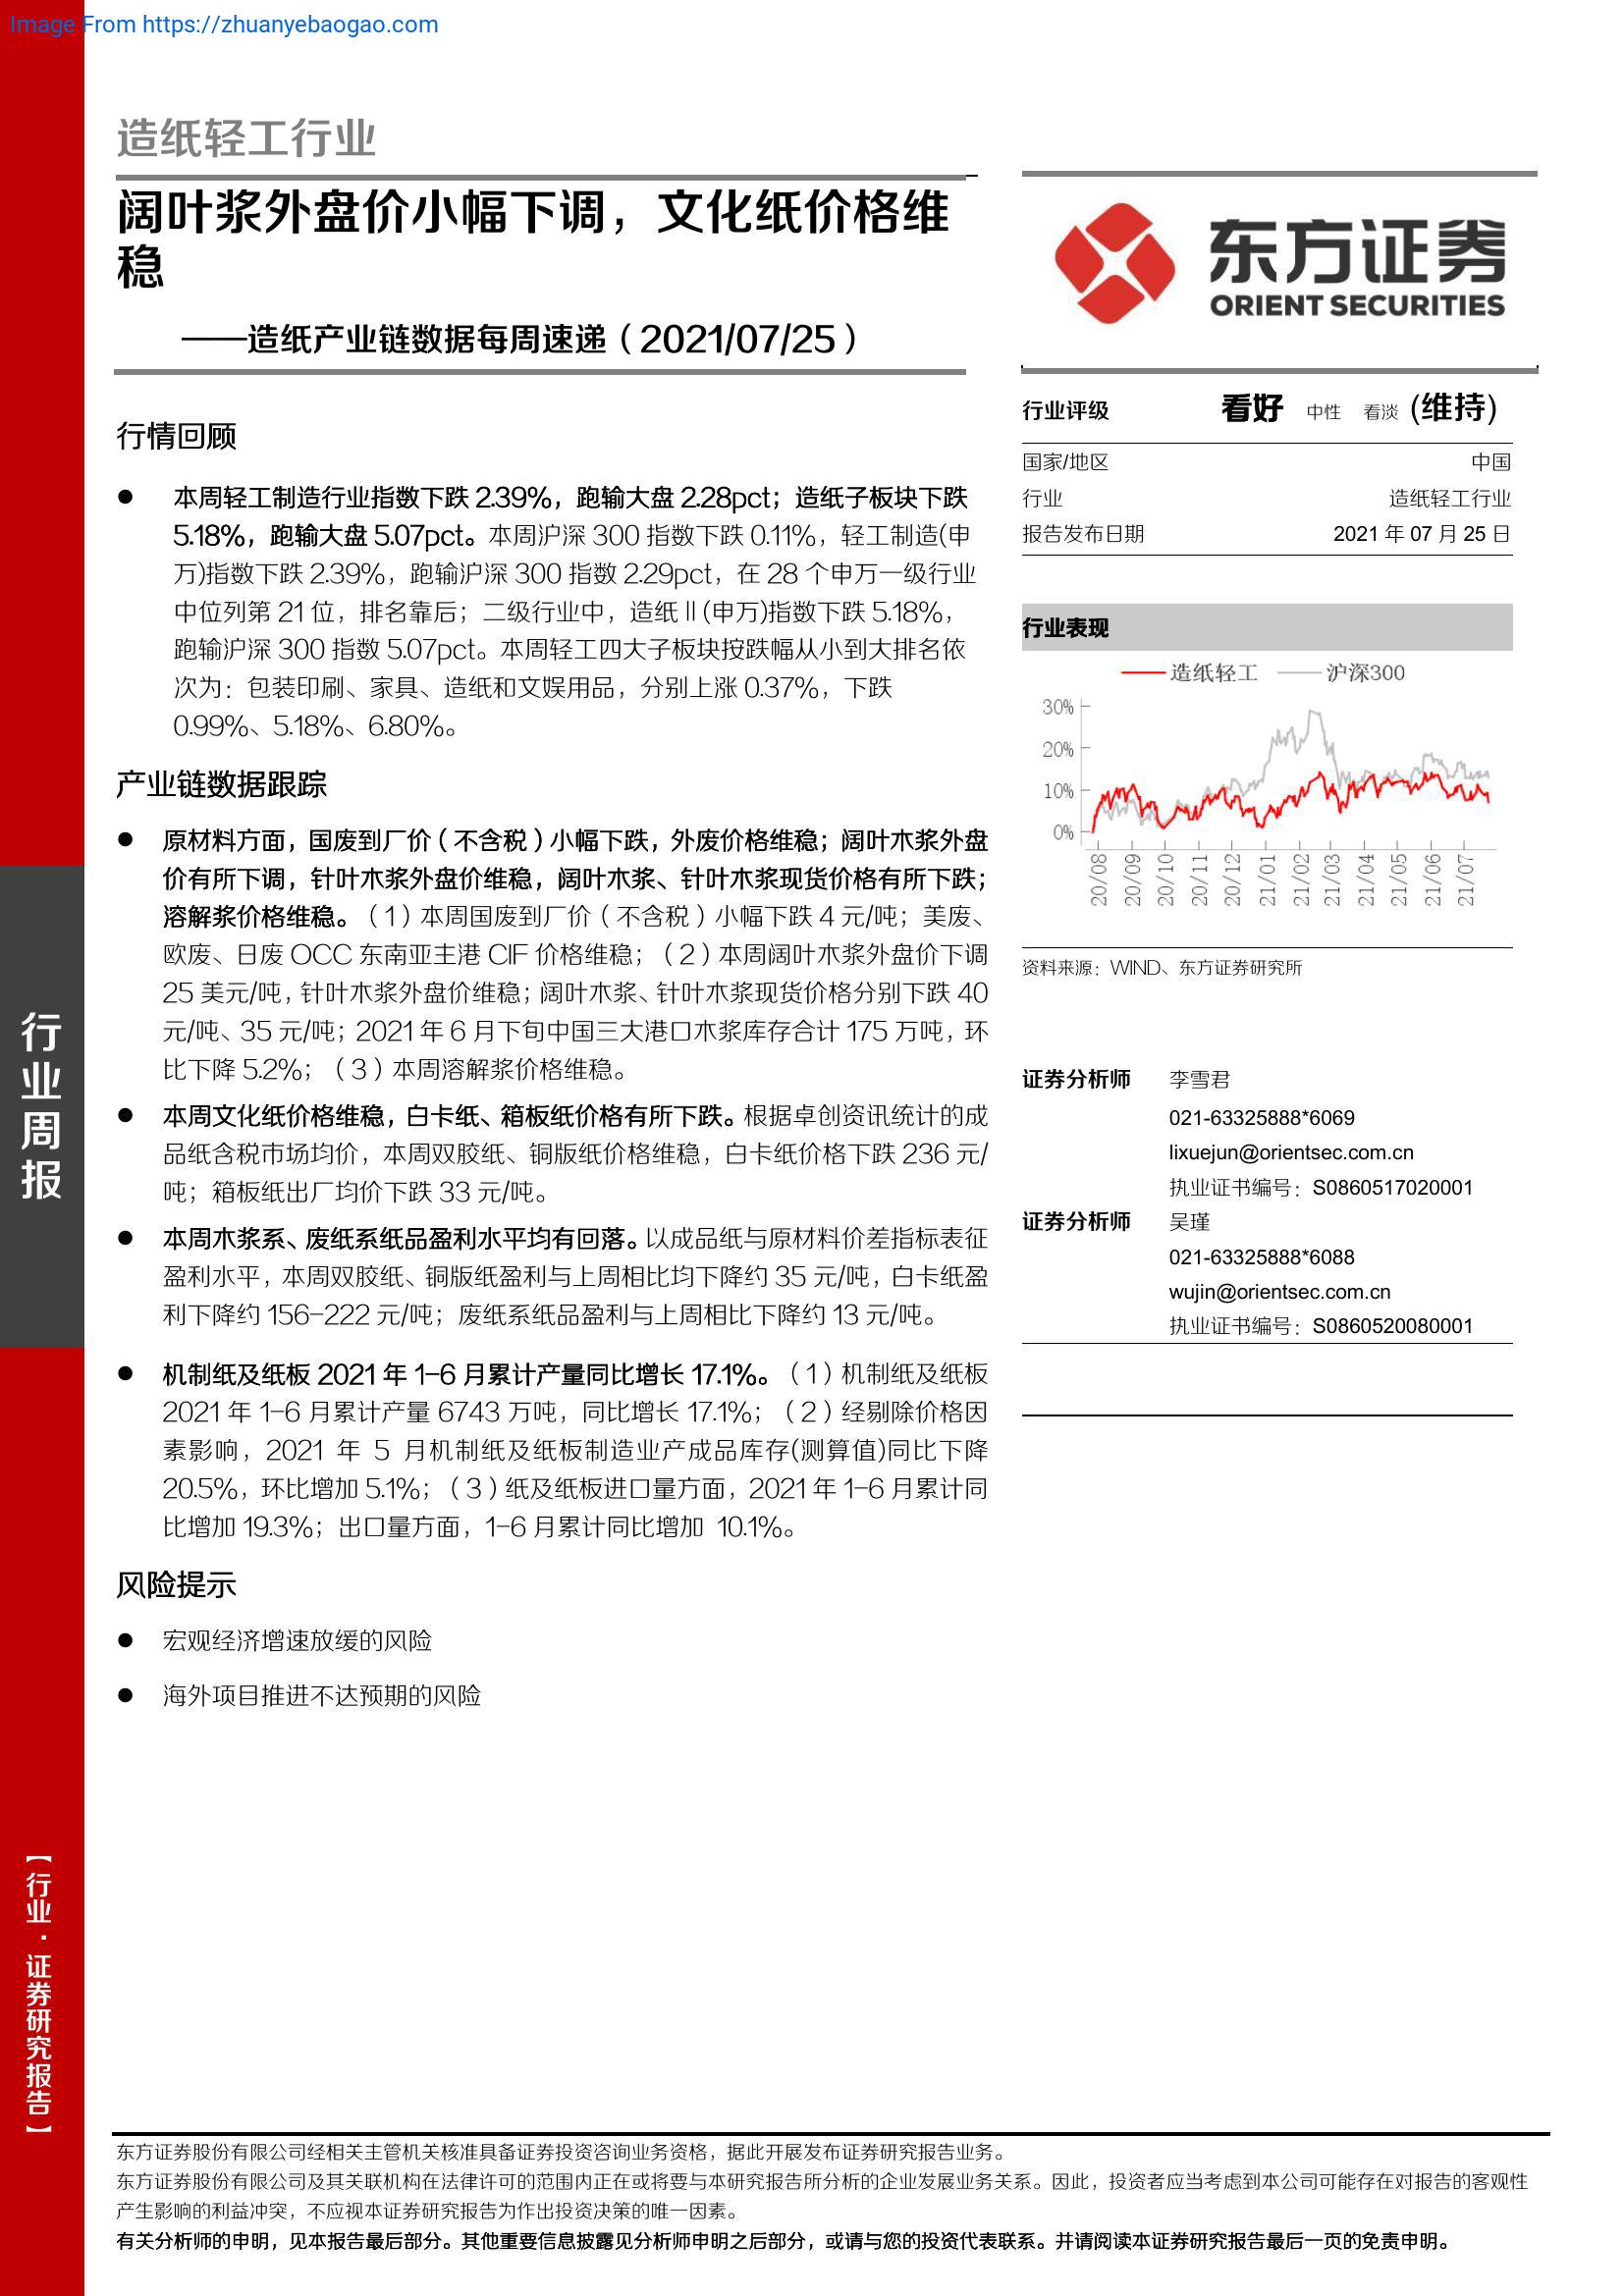 Image From https://zhuanyebaogao.com
造纸轻工行业
阔叶浆外盘价小幅下调，文化纸价格维
稳
——造纸产业链数据每周速递（2021/07/25）
行情回顾
● 本周轻工制造行业指数下跌 2.39%，跑输大盘 2.28pct；造纸子板块下跌
5.18%，跑输大盘 5.07pct。本周沪深 300 指数下跌 0.11%，轻工制造(申
万)指数下跌 2.39%，跑输沪深 300 指数 2.29pct，在 28 个申万一级行业
中位列第 21 位，排名靠后；二级行业中，造纸Ⅱ(申万)指数下跌 5.18%，
跑输沪深 300 指数 5.07pct。本周轻工四大子板块按跌幅从小到大排名依
次为：包装印刷、家具、造纸和文娱用品，分别上涨 0.37%，下跌
0.99%、5.18%、6.80%。
产业链数据跟踪
● 原材料方面，国废到厂价（不含税）小幅下跌，外废价格维稳；阔叶木浆外盘
价有所下调，针叶木浆外盘价维稳，阔叶木浆、针叶木浆现货价格有所下跌；
溶解浆价格维稳。（1）本周国废到厂价（不含税）小幅下跌 4 元/吨；美废、
欧废、日废 OCC 东南亚主港 CIF 价格维稳；（2）本周阔叶木浆外盘价下调
25 美元/吨，针叶木浆外盘价维稳；阔叶木浆、针叶木浆现货价格分别下跌 40
元/吨、35 元/吨；2021 年 6 月下旬中国三大港口木浆库存合计 175 万吨，环
比下降 5.2%；（3）本周溶解浆价格维稳。
● 本周文化纸价格维稳，白卡纸、箱板纸价格有所下跌。根据卓创资讯统计的成
品纸含税市场均价，本周双胶纸、铜版纸价格维稳，白卡纸价格下跌 236 元/
吨；箱板纸出厂均价下跌 33 元/吨。
● 本周木浆系、废纸系纸品盈利水平均有回落。以成品纸与原材料价差指标表征
盈利水平，本周双胶纸、铜版纸盈利与上周相比均下降约 35 元/吨，白卡纸盈
利下降约 156-222 元/吨；废纸系纸品盈利与上周相比下降约 13 元/吨。
● 机制纸及纸板 2021 年 1-6 月累计产量同比增长 17.1%。（1）机制纸及纸板
2021 年 1-6 月累计产量 6743 万吨，同比增长 17.1%；（2）经剔除价格因
素影响，2021 年 5 月机制纸及纸板制造业产成品库存(测算值)同比下降
20.5%，环比增加 5.1%；（3）纸及纸板进口量方面，2021 年 1-6 月累计同
比增加 19.3%；出口量方面，1-6 月累计同比增加 10.1%。
风险提示
● 宏观经济增速放缓的风险
● 海外项目推进不达预期的风险
东方证券
ORIENT SECURITIES
行业评级 看好 中性 看淡 (维持)
国家/地区 中国
行业 造纸轻工行业
报告发布日期 2021 年 07 月 25 日
行业表现
造纸轻工 沪深300
30%
20%
10%
0%
20/08 20/09 20/10 20/11 20/12 21/01 21/02 21/03 21/04 21/05 21/06 21/07
资料来源：WIND、东方证券研究所
证券分析师 李雪君
021-63325888*6069
lixuejun@orientsec.com.cn
执业证书编号：S0860517020001
证券分析师 吴瑾
021-63325888*6088
wujin@orientsec.com.cn
执业证书编号：S0860520080001
行业周报
【行业·证券研究报告】
东方证券股份有限公司经相关主管机关核准具备证券投资咨询业务资格，据此开展发布证券研究报告业务。
东方证券股份有限公司及其关联机构在法律许可的范围内正在或将要与本研究报告所分析的企业发展业务关系。因此，投资者应当考虑到本公司可能存在对报告的客观性
产生影响的利益冲突，不应视本证券研究报告为作出投资决策的唯一因素。
有关分析师的申明，见本报告最后部分。其他重要信息披露见分析师申明之后部分，或请与您的投资代表联系。并请阅读本证券研究报告最后一页的免责申明。